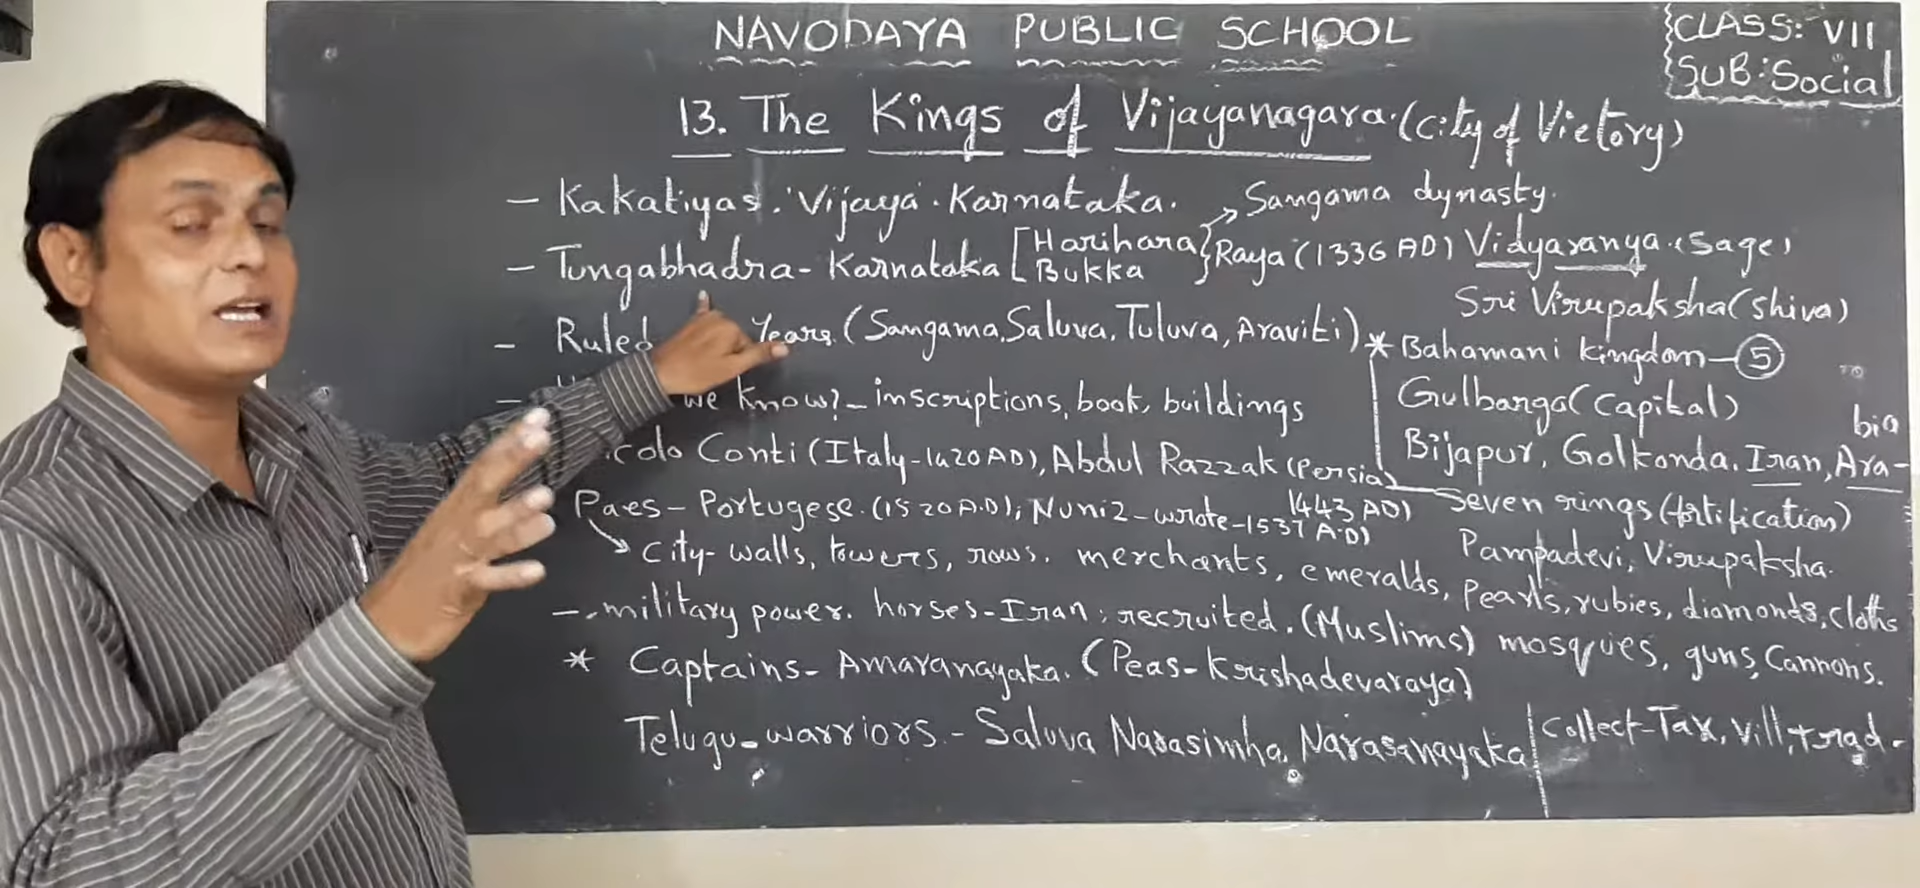 NAVODAYA PUBLIC SCHOOL
CLASS: VII
SUB: Social
13. The Kings of Vijayanagara. (City of Victory)
- Kakatiyas. Vijaya. Karnataka. → Sangama dynasty.
- Tungabhadra - Karnataka [Harihara Bukka} Raya (1336 AD) Vidyaranya. (Sage)
Sri Virupaksha (Shiva)
- Ruled Years. (Sangama, Saluva, Tuluva, Araviti)
* Bahamani Kingdom - 5
- we know? - inscriptions, book, buildings
Gulbarga (Capital)
colo Conti (Italy - 1420 AD), Abdul Razzak (Persia) 1443 AD)
Bijapur, Golkonda. Iran, Ara-bia
Paes - Portugese. (1520 A.D), Nuniz - wrote - 1537 A.D)
Seven rings (fortification)
Pampadevi, Virupaksha.
→ City - walls, towers, rows. merchants, emeralds, pearls, rubies, diamonds, cloths
- military power. horses - Iran, recruited. (Muslims) mosques, guns, Cannons.
* Captains - Amaranayaka. (Peas - Krishadevaraya)
Telugu - warriors. - Saluva Narasimha, Narasanayaka
Collect - Tax, Vill, trad.